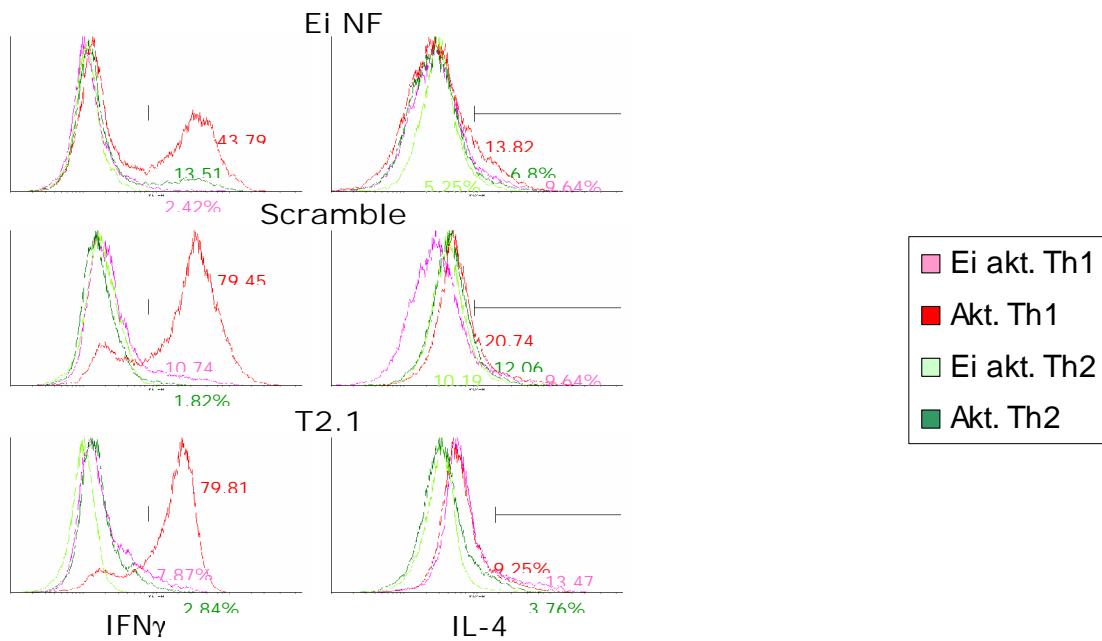 Ei NF
43.79
13.51
2.42%
13.82
6.8%
5.25%
9.64%
Scramble
79.45
10.74
1.82%
20.74
12.06
10.19
9.64%
T2.1
79.81
7.87%
2.84%
9.25%
13.47
3.76%
IFNγ
IL-4
Ei akt. Th1
Akt. Th1
Ei akt. Th2
Akt. Th2